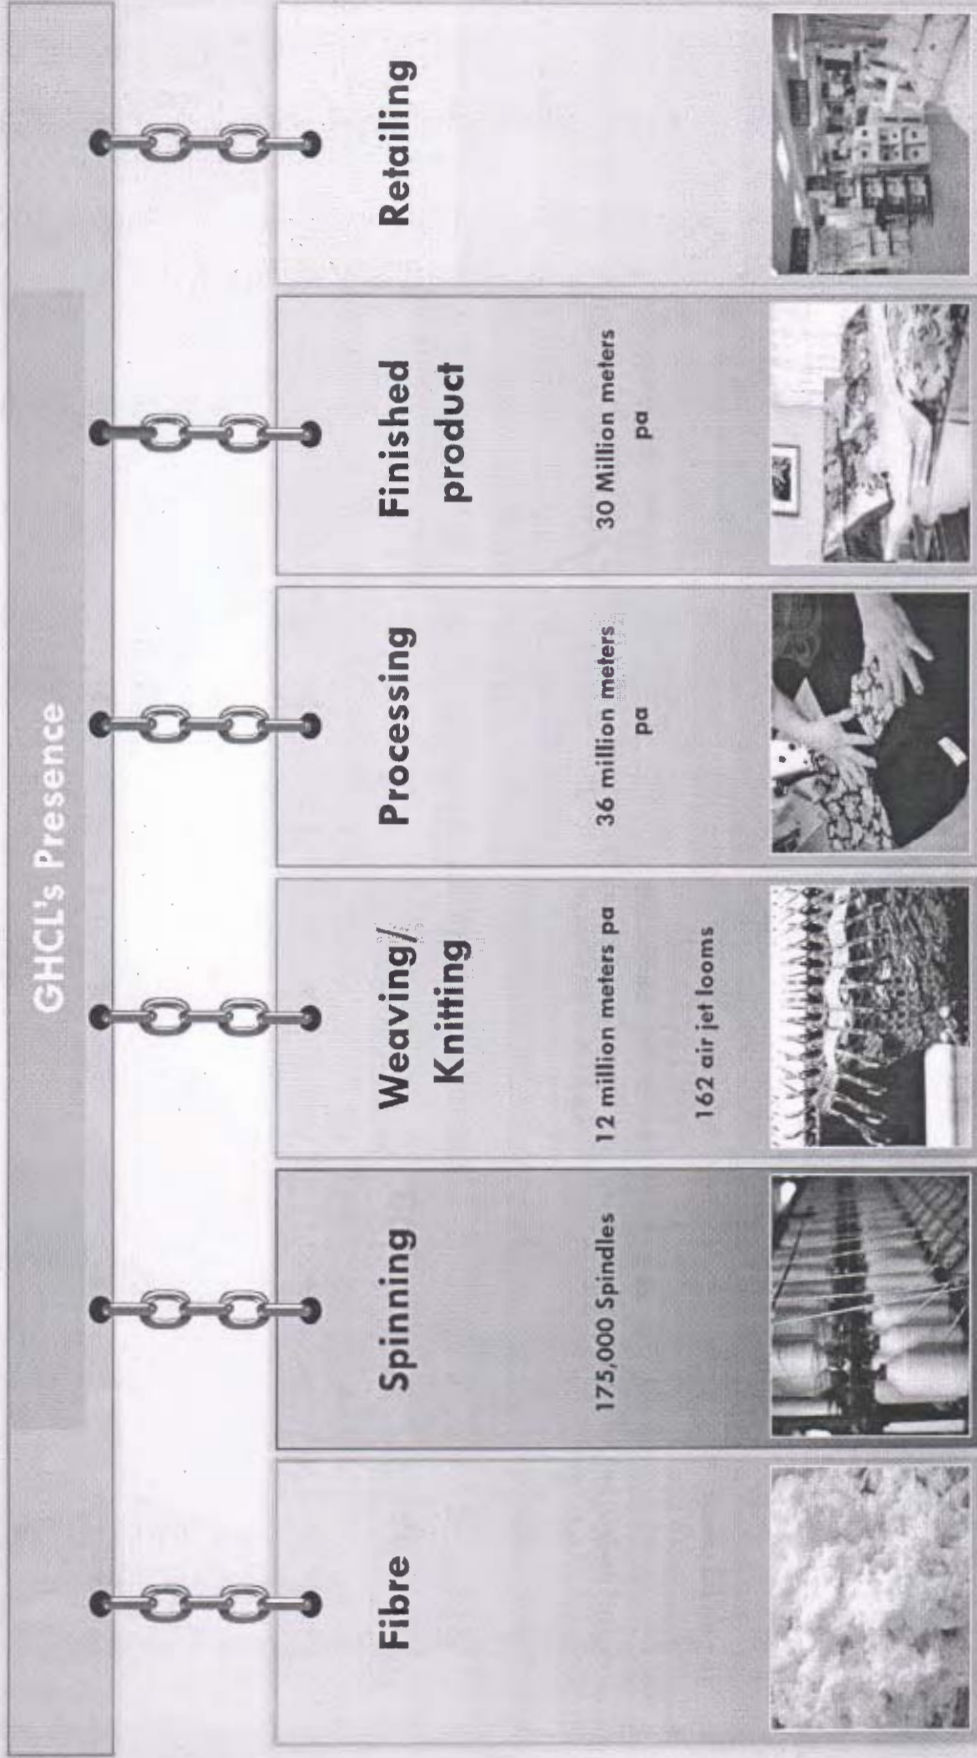 GHCL's Presence
Fibre
Spinning
175,000 Spindles
Weaving/
Knitting
12 million meters pa
162 air jet looms
Processing
36 million meters
pa
Finished
product
30 Million meters
pa
Retailing